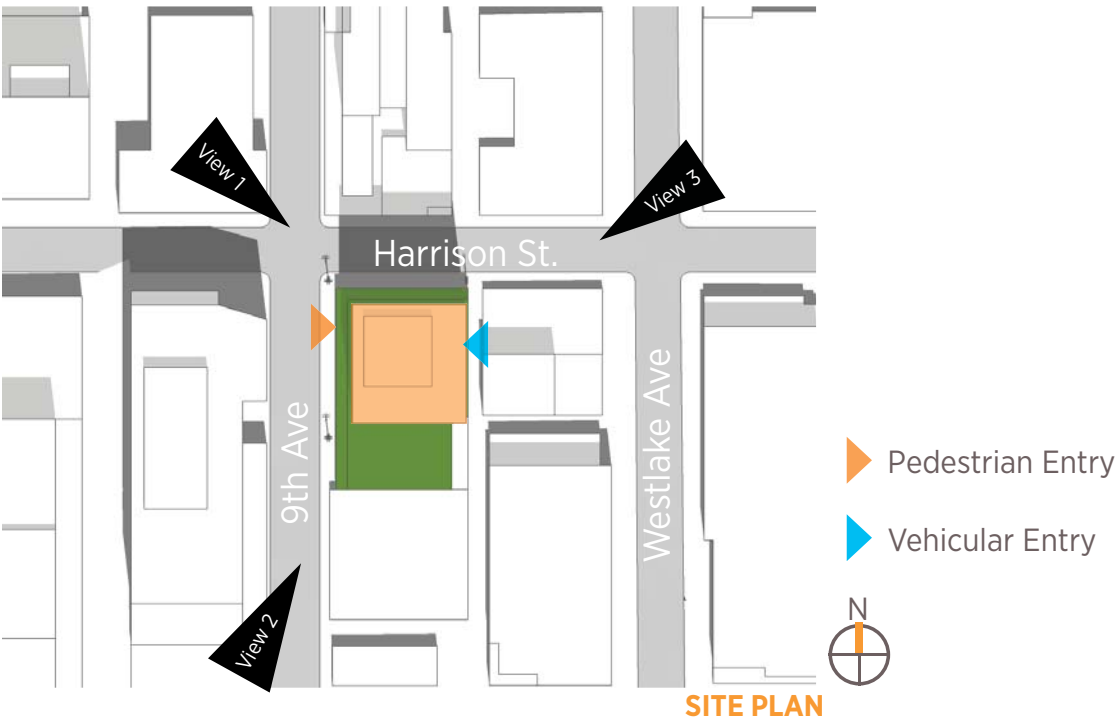 View 1
View 3
Harrison St.
9th Ave
Westlake Ave
Pedestrian Entry
Vehicular Entry
View 2
N
SITE PLAN